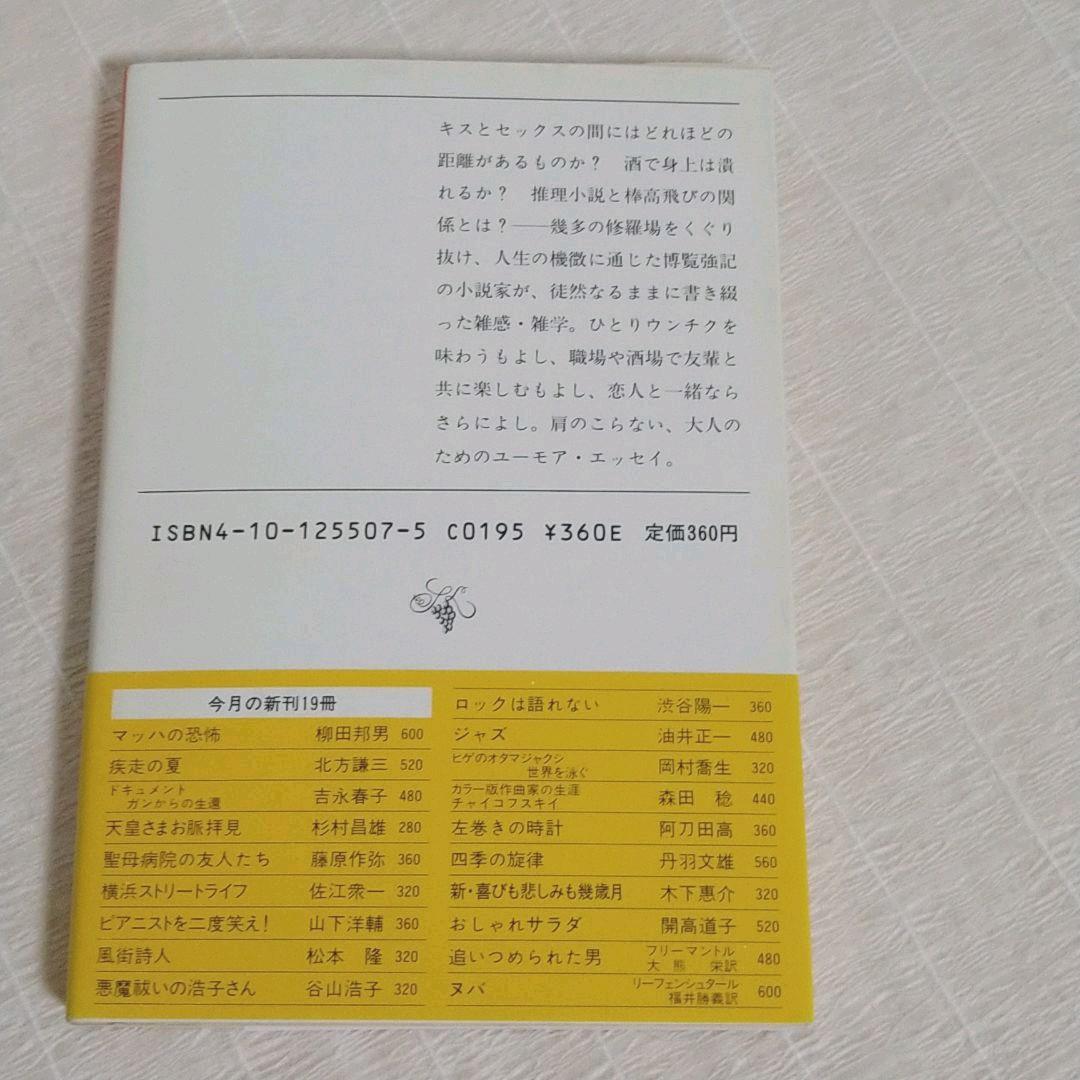 キスとセックスの間にはどれほどの
距離があるものか？　酒で身上は潰
れるか？　推理小説と棒高飛びの関
係とは？――幾多の修羅場をくぐり
抜け、人生の機微に通じた博覧強記
の小説家が、徒然なるままに書き綴
った雑感・雑学。ひとりウンチクを
味わうもよし、職場や酒場で友輩と
共に楽しむもよし、恋人と一緒なら
さらによし。肩のこらない、大人の
ためのユーモア・エッセイ。
ISBN4-10-125507-5 C0195 ¥360E 定価360円
今月の新刊19冊
マッハの恐怖 柳田邦男 600
疾走の夏 北方謙三 520
ドキュメント
ガンからの生還 吉永春子 480
天皇さまお脈拝見 杉村昌雄 280
聖母病院の友人たち 藤原作弥 360
横浜ストリートライフ 佐江衆一 320
ピアニストを二度笑え! 山下洋輔 360
風街詩人 松本 隆 320
悪魔祓いの浩子さん 谷山浩子 320
ロックは語れない 渋谷陽一 360
ジャズ 油井正一 480
ヒゲのオタマジャクシ
世界を泳ぐ 岡村喬生 320
カラー版作曲家の生涯
チャイコフスキイ 森田 稔 440
左巻きの時計 阿刀田高 360
四季の旋律 丹羽文雄 560
新・喜びも悲しみも幾歳月 木下惠介 320
おしゃれサラダ 開高道子 520
追いつめられた男 フリーマントル
大熊 栄訳 480
ヌバ リーフェンシュタール
福井勝義訳 600